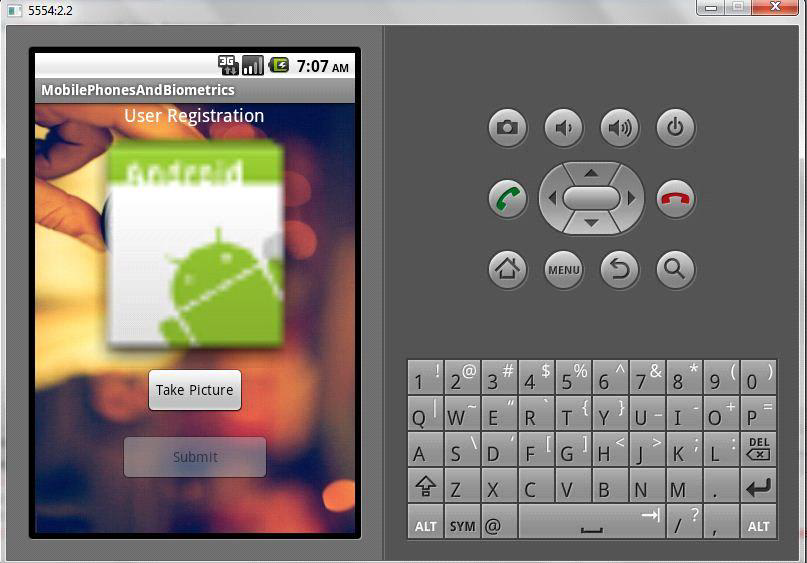 5554:2.2
3G 7:07 AM
MobilePhonesAndBiometrics
User Registration
Android
Take Picture
Submit
MENU
1 ! 2 @ 3 # 4 $ 5 % 6 ^ 7 & 8 * 9 ( 0 )
Q | W ~ E “ R ` T { Y } U _ I - O + P =
A S \ D ‘ F [ G ] H < J > K ; L : DEL
Z X C V B N M .
ALT SYM @ / ? , ALT